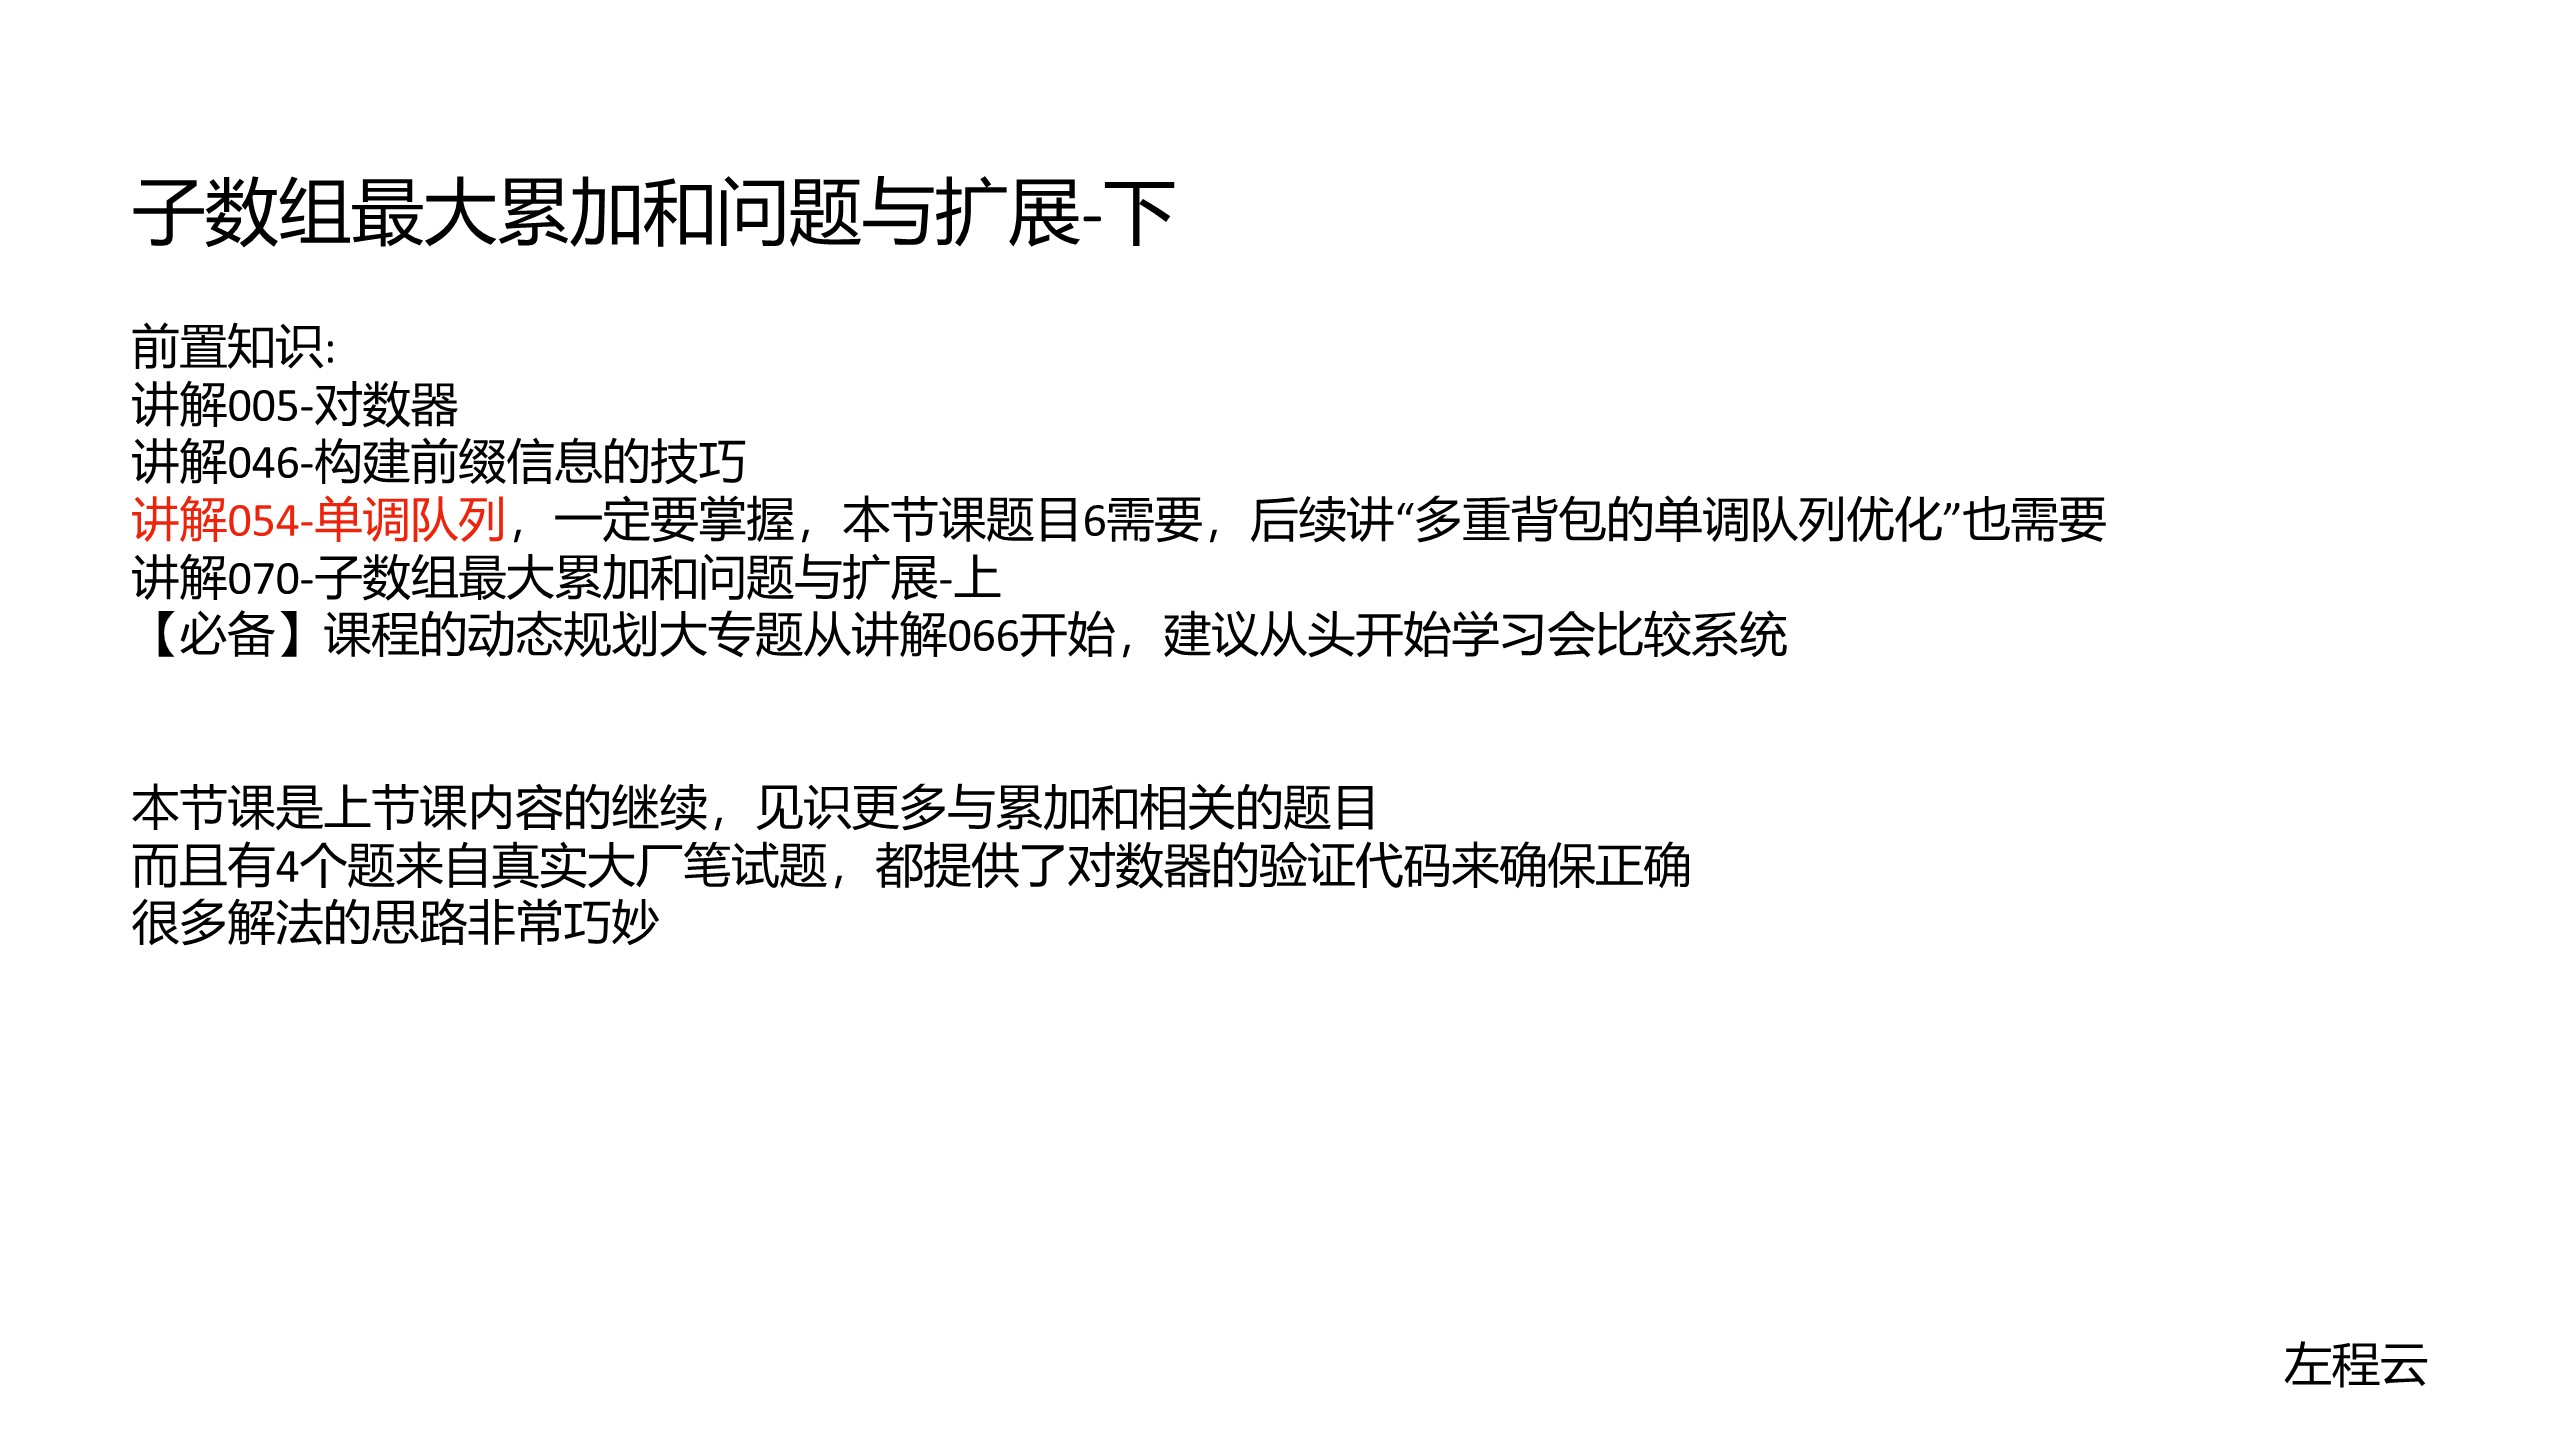 子数组最大累加和问题与扩展-下
前置知识:
讲解005-对数器
讲解046-构建前缀信息的技巧
讲解054-单调队列，一定要掌握，本节课题目6需要，后续讲“多重背包的单调队列优化”也需要
讲解070-子数组最大累加和问题与扩展-上
【必备】课程的动态规划大专题从讲解066开始，建议从头开始学习会比较系统
本节课是上节课内容的继续，见识更多与累加和相关的题目
而且有4个题来自真实大厂笔试题，都提供了对数器的验证代码来确保正确
很多解法的思路非常巧妙
左程云